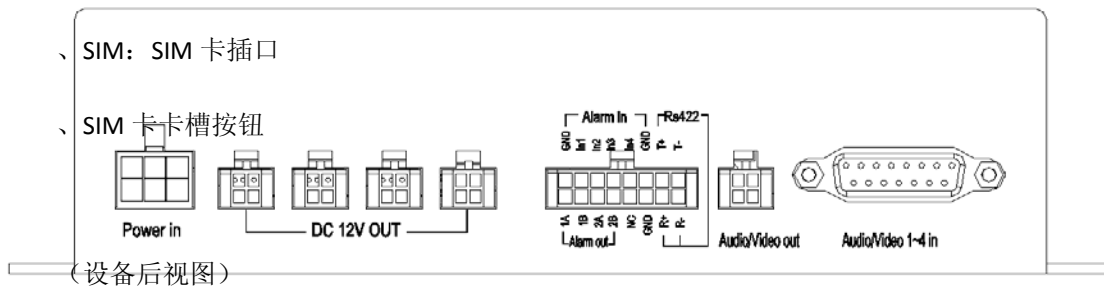 、SIM：SIM 卡插口
、SIM 卡卡槽按钮
Alarm In
Rs422
GND In1 In2 In3 In4 GND T+ T-
1A 1B 2A 2B NC GND R+ R-
Alarm out
Power in
DC 12V OUT
Audio/Video out
Audio/Video 1~4 in
（设备后视图）